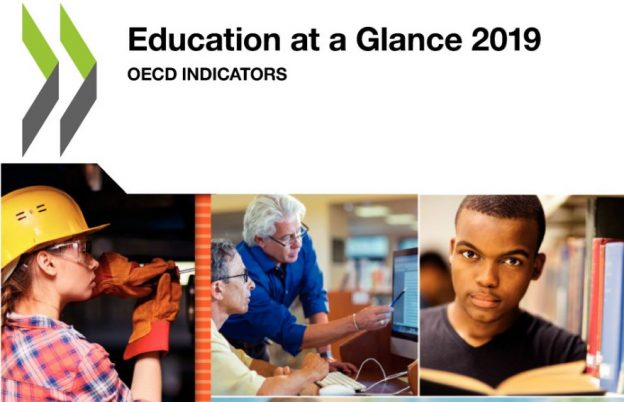 Education at a Glance 2019
OECD INDICATORS